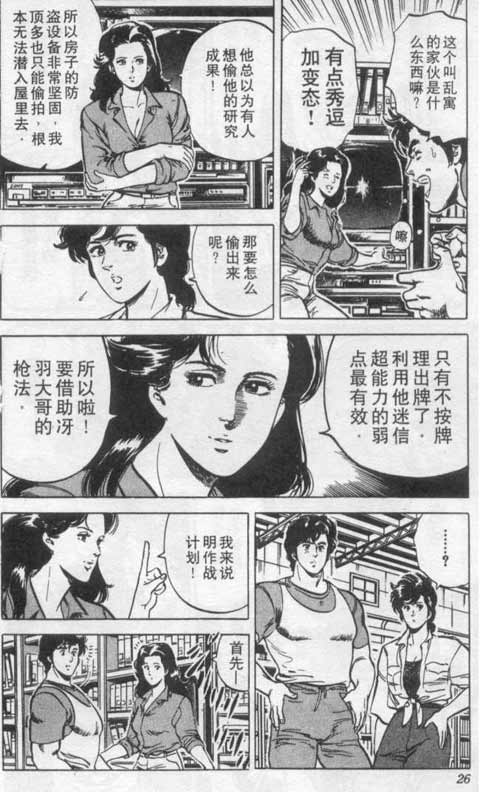 这个叫乱寓
的家伙是什
么东西嘛？
有点秀逗
加变态！
嚓
他总以为有人
想偷他的研究
成果！
所以房子的防
盗设备非常坚固，我
顶多也只能偷拍，根
本无法潜入屋里去．
那要怎么
偷出来
呢？
只有不按牌
理出牌了．
利用他迷信
超能力的弱
点最有效．
所以啦！
要借助冴
羽大哥的
枪法．
……？
我来说
明作战
计划！
首先—
26